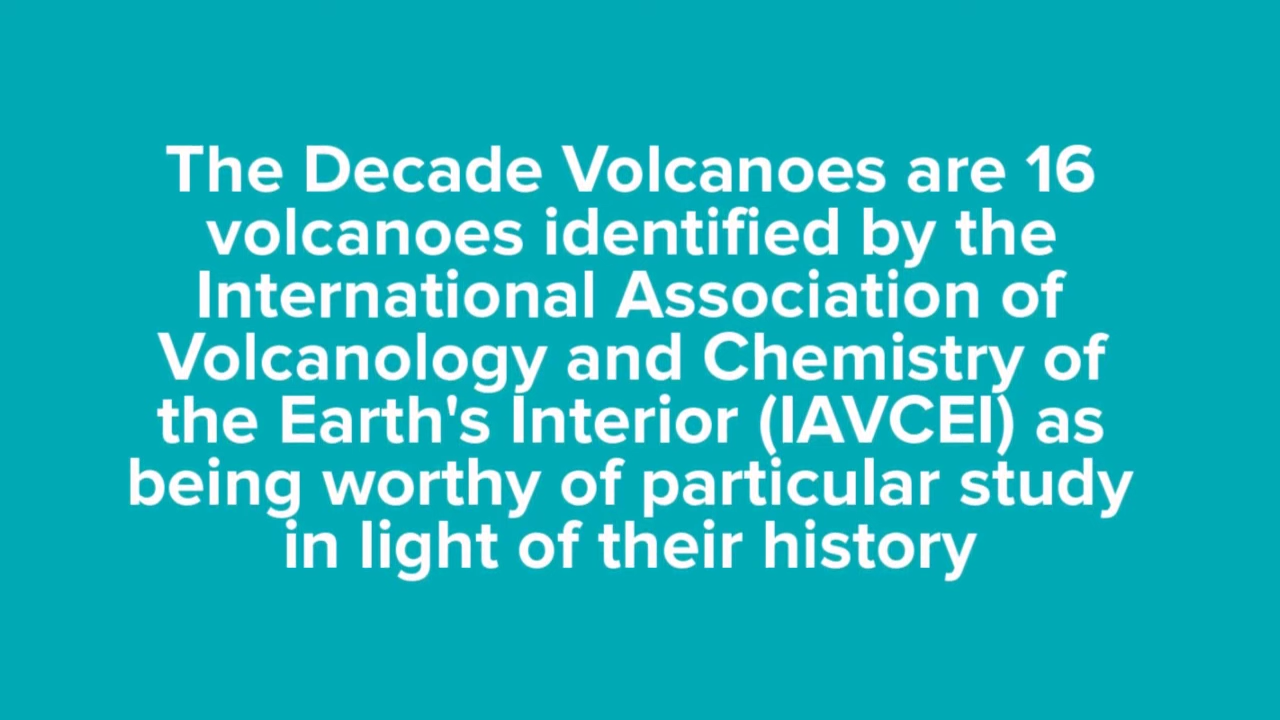 The Decade Volcanoes are 16
volcanoes identified by the
International Association of
Volcanology and Chemistry of
the Earth's Interior (IAVCEI) as
being worthy of particular study
in light of their history